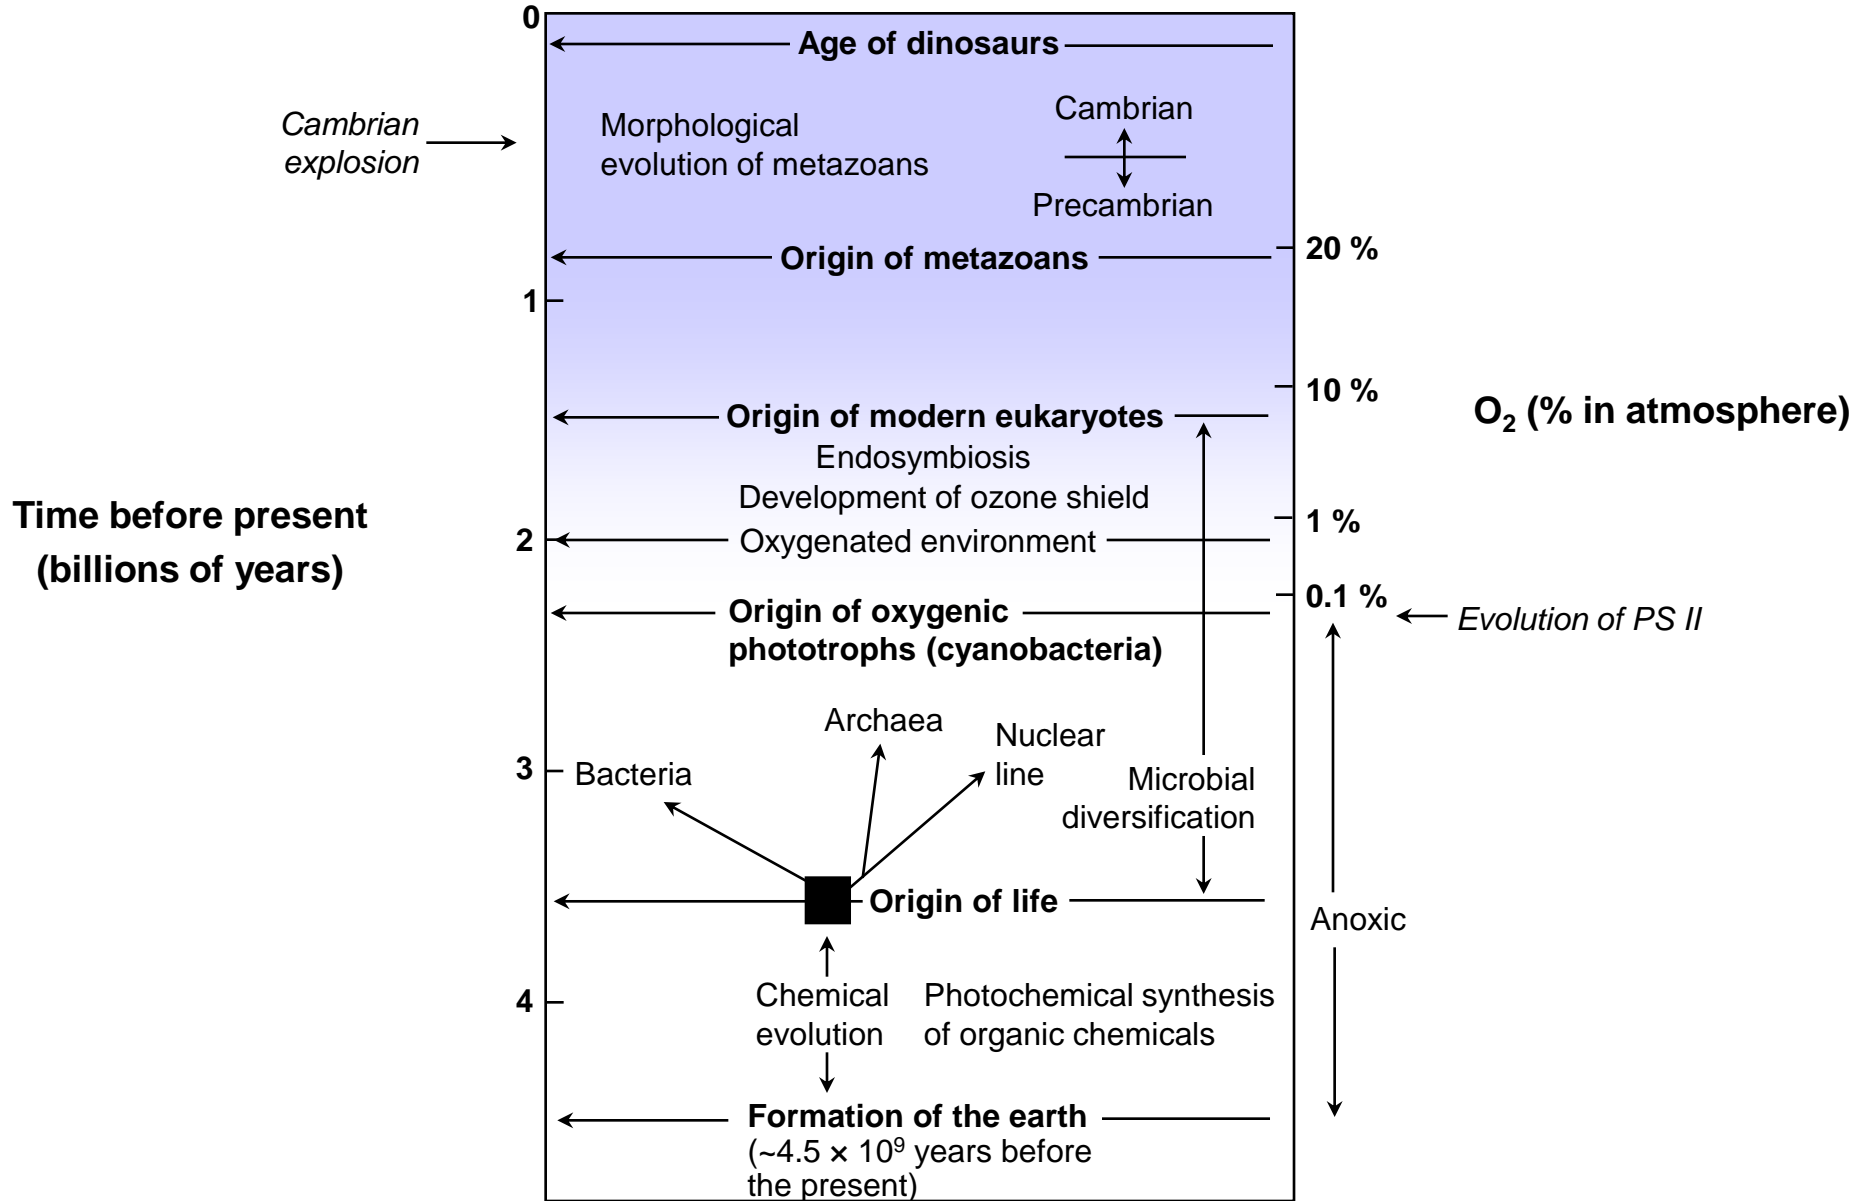 0
Age of dinosaurs
Cambrian
explosion
Morphological
evolution of metazoans
Cambrian
Precambrian
20 %
Origin of metazoans
1
10 %
Origin of modern eukaryotes
O₂ (% in atmosphere)
Endosymbiosis
Development of ozone shield
Time before present
(billions of years)
1 %
2
Oxygenated environment
0.1 %
Origin of oxygenic
phototrophs (cyanobacteria)
Evolution of PS II
Archaea
Nuclear
line
3
Bacteria
Microbial
diversification
Origin of life
Anoxic
4
Chemical
evolution
Photochemical synthesis
of organic chemicals
Formation of the earth
(~4.5 × 10⁹ years before
the present)